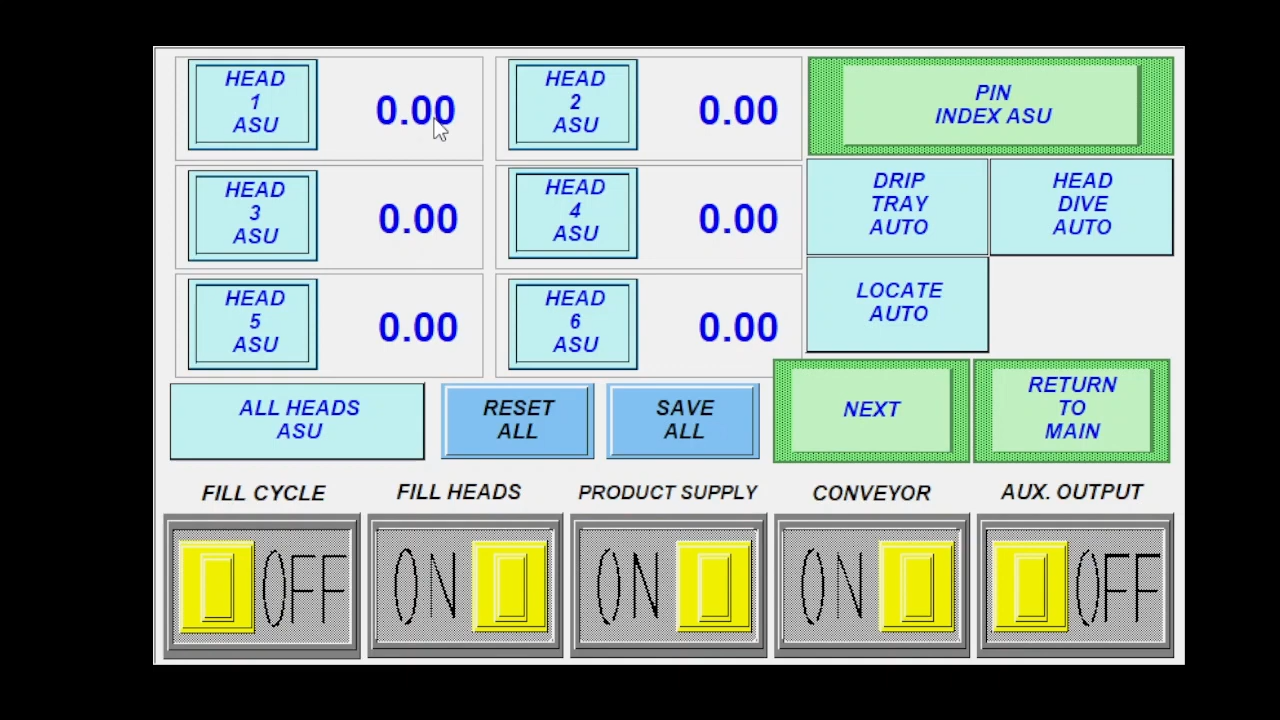 HEAD
1
ASU
0.00
HEAD
2
ASU
0.00
PIN
INDEX ASU
HEAD
3
ASU
0.00
HEAD
4
ASU
0.00
DRIP
TRAY
AUTO
HEAD
DIVE
AUTO
HEAD
5
ASU
0.00
HEAD
6
ASU
0.00
LOCATE
AUTO
ALL HEADS
ASU
RESET
ALL
SAVE
ALL
NEXT
RETURN
TO
MAIN
FILL CYCLE
FILL HEADS
PRODUCT SUPPLY
CONVEYOR
AUX. OUTPUT
OFF
ON
ON
ON
OFF